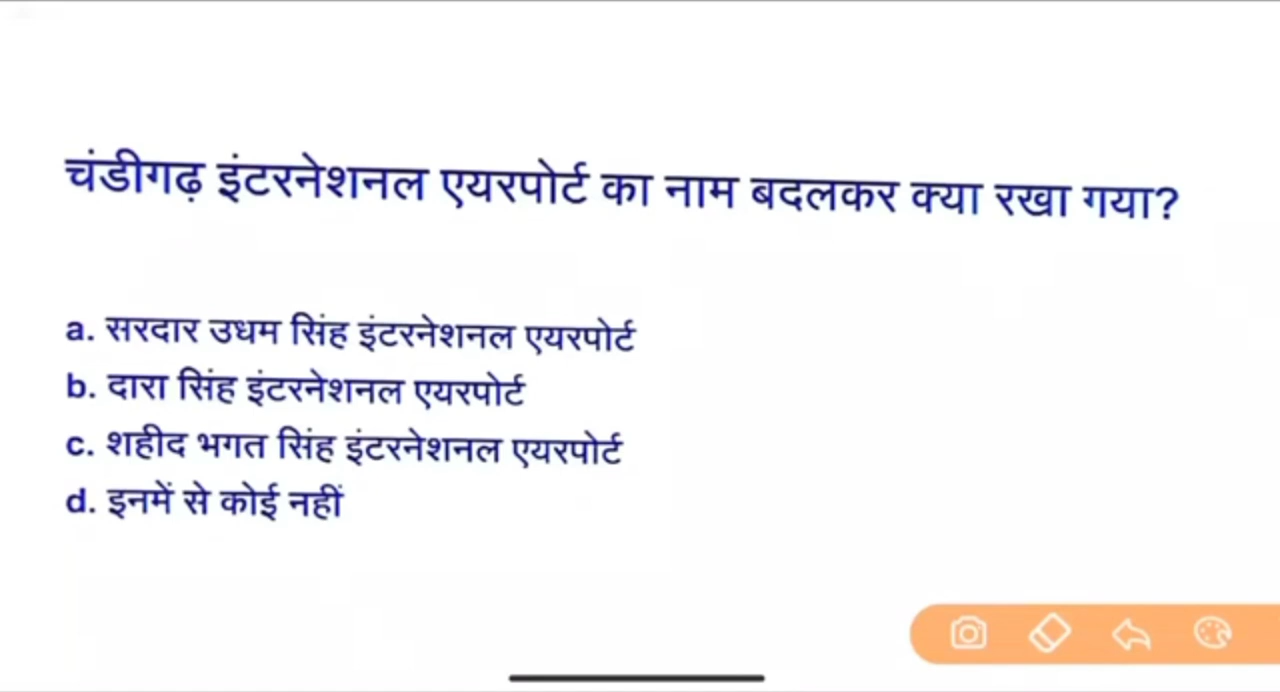 चंडीगढ़ इंटरनेशनल एयरपोर्ट का नाम बदलकर क्या रखा गया?
a. सरदार उधम सिंह इंटरनेशनल एयरपोर्ट
b. दारा सिंह इंटरनेशनल एयरपोर्ट
c. शहीद भगत सिंह इंटरनेशनल एयरपोर्ट
d. इनमें से कोई नहीं